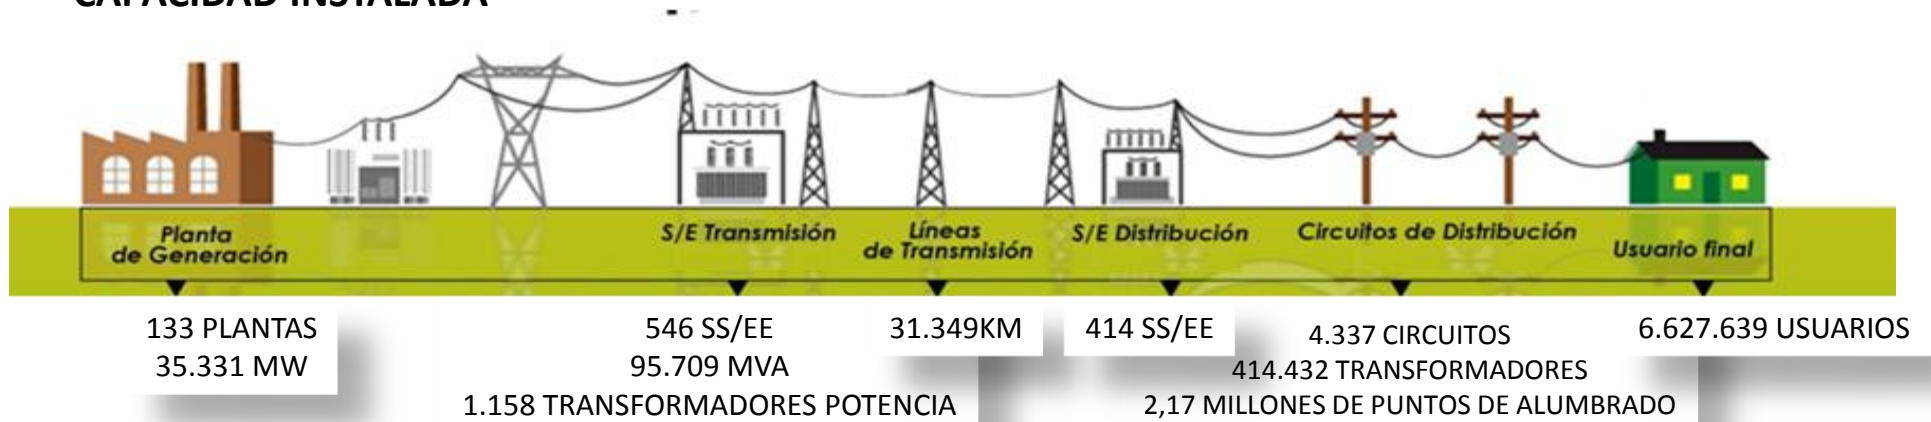 CAPACIDAD INSTALADA
Planta
de Generación
S/E Transmisión
Líneas
de Transmisión
S/E Distribución
Circuitos de Distribución
Usuario final
133 PLANTAS
35.331 MW
546 SS/EE
95.709 MVA
1.158 TRANSFORMADORES POTENCIA
31.349KM
414 SS/EE
4.337 CIRCUITOS
414.432 TRANSFORMADORES
2,17 MILLONES DE PUNTOS DE ALUMBRADO
6.627.639 USUARIOS